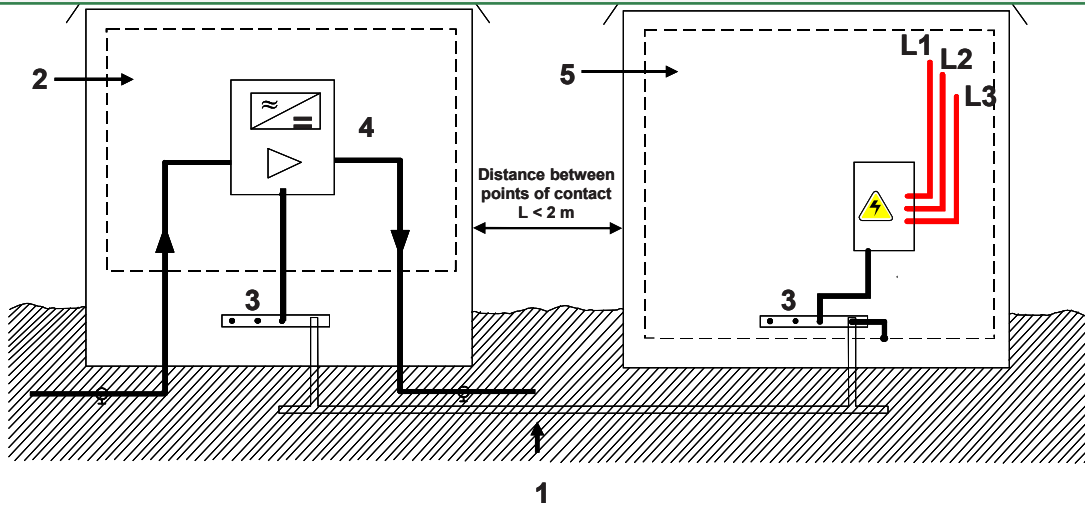 2
4
3
Distance between
points of contact
L < 2 m
5
L1
L2
L3
3
1